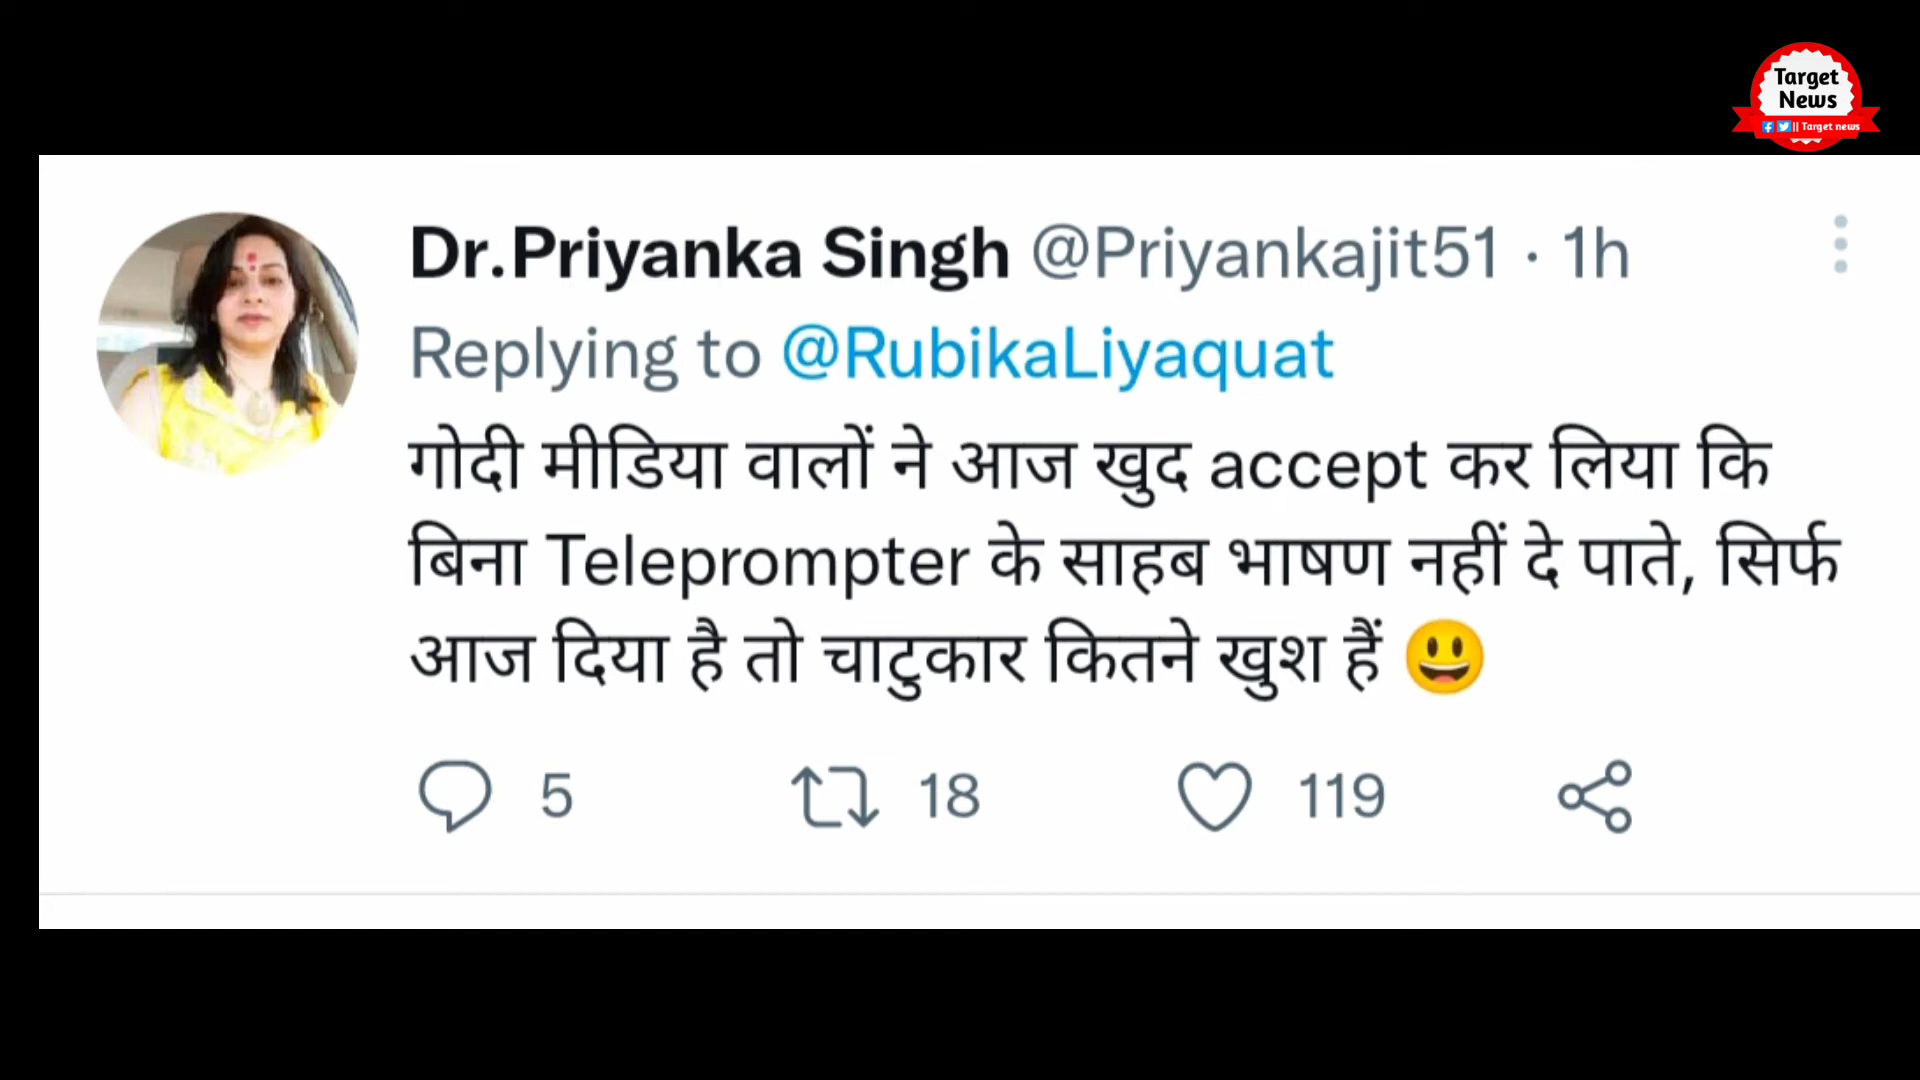 Target
News
|| Target news
Dr.Priyanka Singh @Priyankajit51 · 1h
Replying to @RubikaLiyaquat
गोदी मीडिया वालों ने आज खुद accept कर लिया कि
बिना Teleprompter के साहब भाषण नहीं दे पाते, सिर्फ
आज दिया है तो चाटुकार कितने खुश हैं 😃
5 18 119